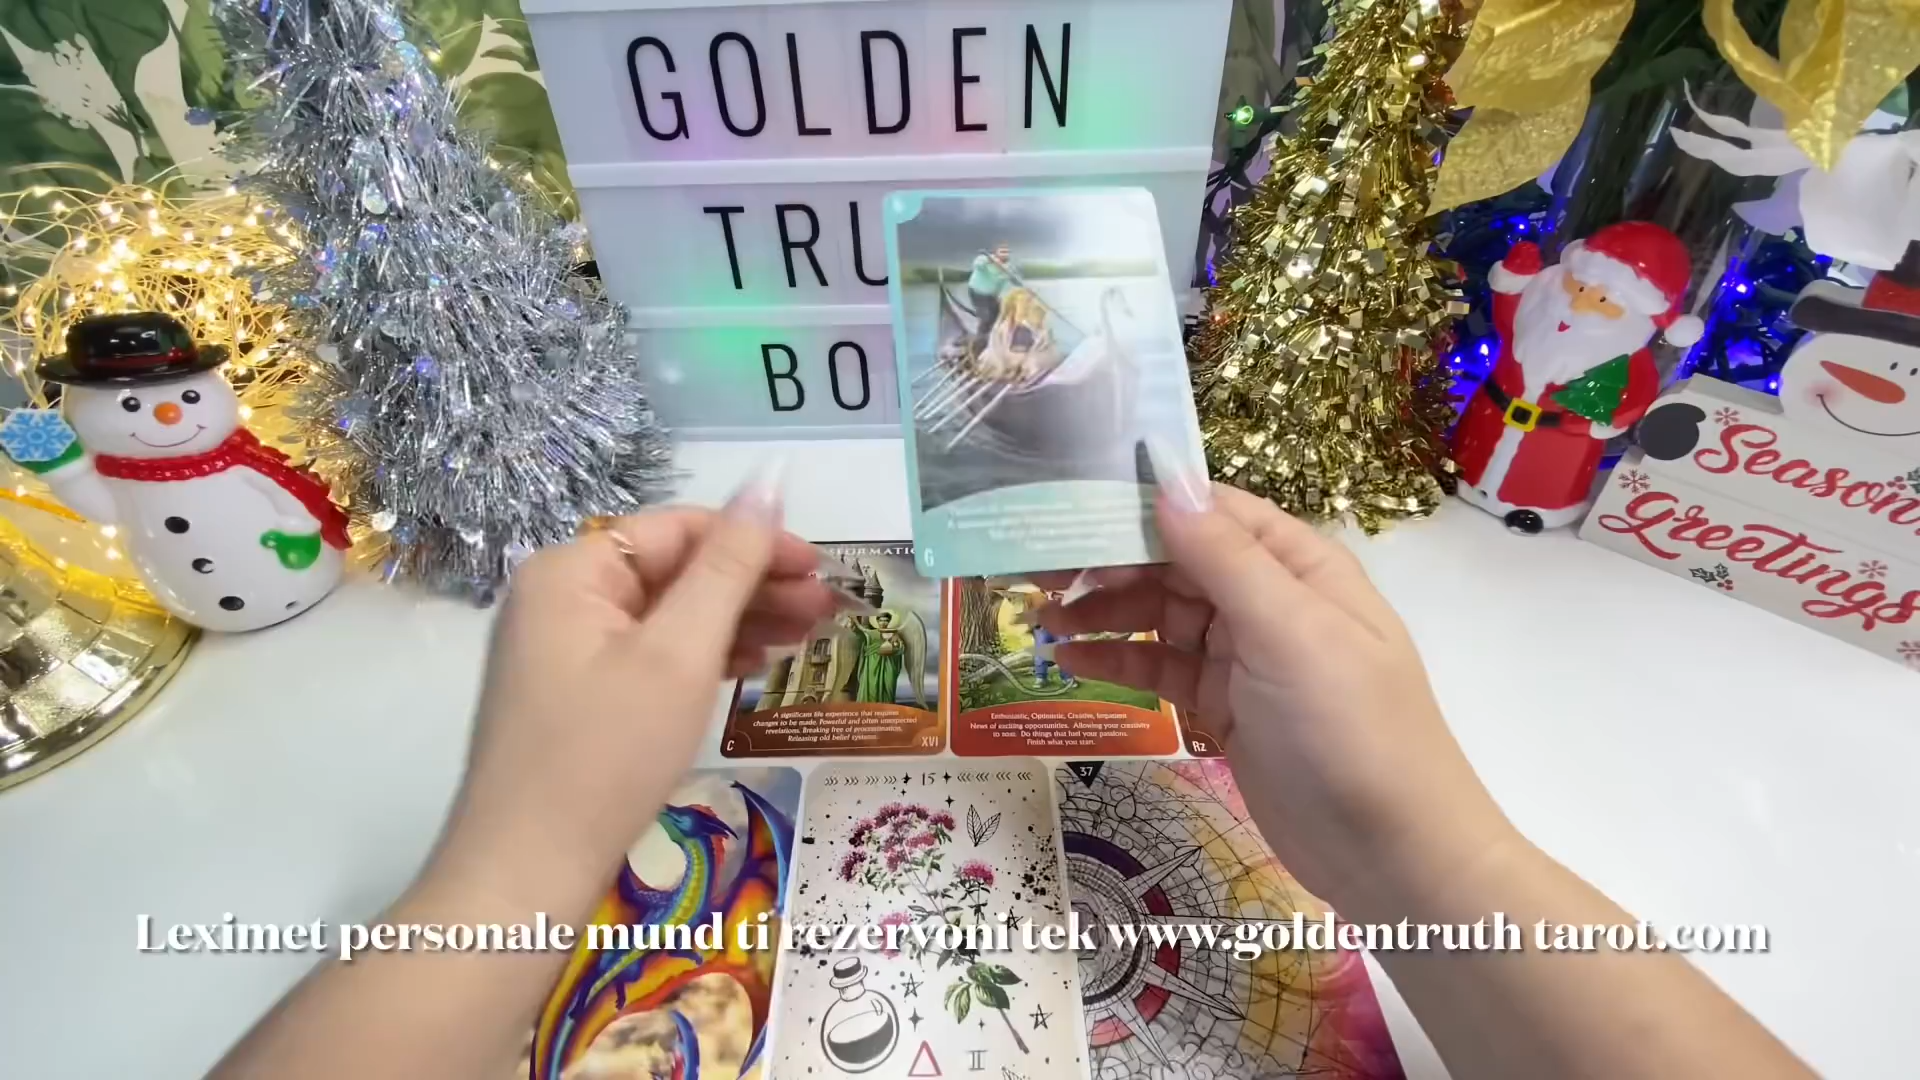 GOLDEN
TRU
BO
Season
greetings
G
A significant life experience that requires
changes to be made. Powerful and often unexpected
revelations. Breaking free of procrastination.
Releasing old belief systems.
C XVI
Enthusiastic, Optimistic, Creative, Impatient
News of exciting opportunities. Allowing your creativity
to soar. Do things that fuel your passions.
Finish what you start.
Rz
15
37
Leximet personale mund ti rezervoni tek www.goldentruth tarot.com